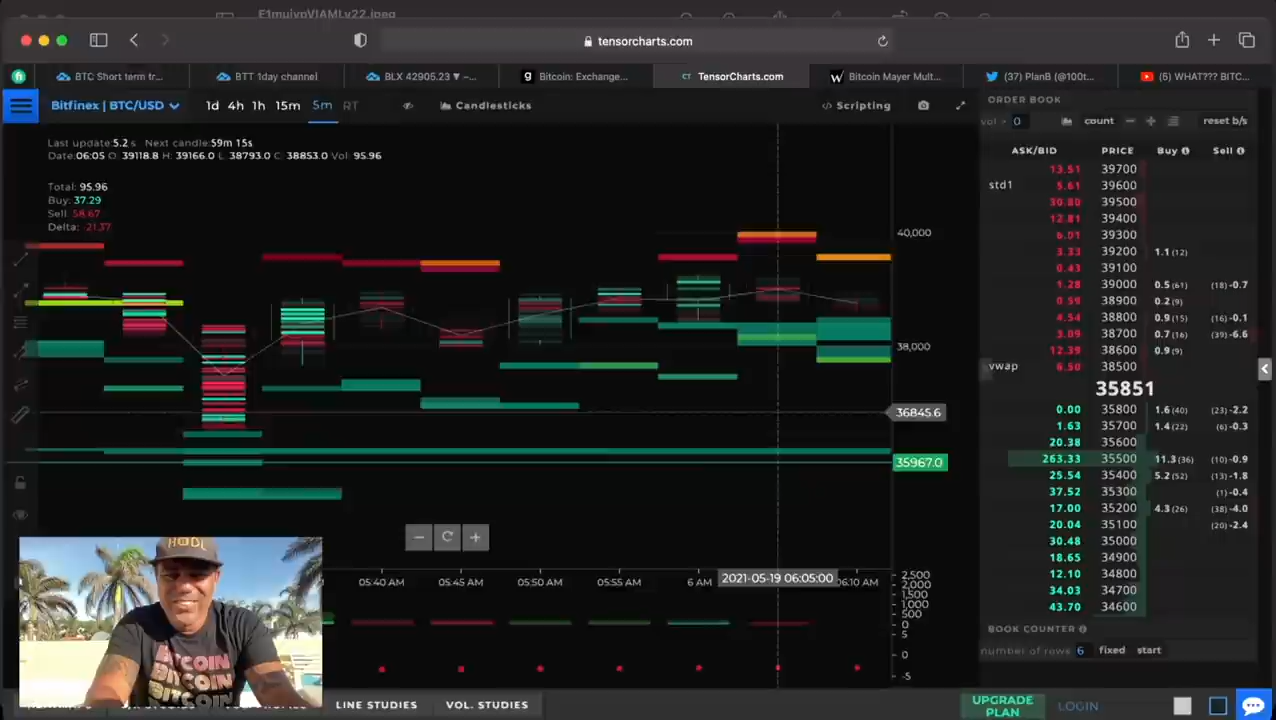 E1mujvpVIAMLy22.jpeg
tensorcharts.com
BTC Short term tr...
BTT 1day channel
BLX 42905.23 ▼ –...
Bitcoin: Exchange...
CT TensorCharts.com
W Bitcoin Mayer Mult...
(37) PlanB (@100t...
(5) WHAT??? BITC...
Bitfinex | BTC/USD
1d 4h 1h 15m 5m RT
Candlesticks
</> Scripting
Last update:5.2 s Next candle:59m 15s
Date:06:05 O: 39118.8 H: 39166.0 L: 38793.0 C: 38853.0 Vol: 95.96
Total: 95.96
Buy: 37.29
Sell: 58.67
Delta: -21.37
40,000
38,000
36845.6
35967.0
05:40 AM 05:45 AM 05:50 AM 05:55 AM 6 AM 2021-05-19 06:05:00 06:10 AM
2,500
2,000
1,500
1,000
500
0
5
0
-5
HODL
BITCOIN
BITCOIN
BITCOIN
LINE STUDIES
VOL. STUDIES
ORDER BOOK
vol > 0 count − + reset b/s
ASK/BID PRICE Buy Sell
13.51 39700
std1 5.61 39600
30.80 39500
12.81 39400
6.01 39300
3.33 39200 1.1 (12)
0.43 39100
1.28 39000 0.5 (61) (18) -0.7
0.59 38900 0.2 (9)
4.54 38800 0.9 (15) (16) -0.1
3.09 38700 0.7 (16) (39) -6.6
12.39 38600 0.9 (9)
vwap 6.50 38500
35851
0.00 35800 1.6 (40) (23) -2.2
1.63 35700 1.4 (22) (6) -0.3
20.38 35600
263.33 35500 11.3 (36) (10) -0.9
25.54 35400 5.2 (52) (13) -1.8
37.52 35300 (1) -0.4
17.00 35200 4.3 (26) (38) -4.0
20.04 35100 (20) -2.4
30.48 35000
18.65 34900
12.10 34800
34.03 34700
43.70 34600
BOOK COUNTER
number of rows 6 fixed start
UPGRADE
PLAN
LOGIN